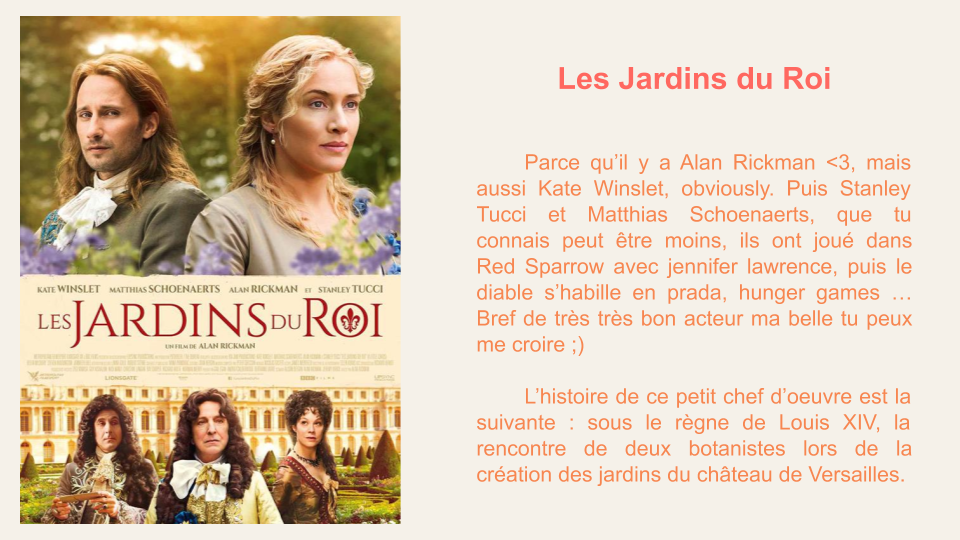 Les Jardins du Roi
Parce qu’il y a Alan Rickman <3, mais
aussi Kate Winslet, obviously. Puis Stanley
Tucci et Matthias Schoenaerts, que tu
connais peut être moins, ils ont joué dans
Red Sparrow avec jennifer lawrence, puis le
diable s’habille en prada, hunger games …
Bref de très très bon acteur ma belle tu peux
me croire ;)
L’histoire de ce petit chef d’oeuvre est la
suivante : sous le règne de Louis XIV, la
rencontre de deux botanistes lors de la
création des jardins du château de Versailles.
KATE WINSLET MATTHIAS SCHOENAERTS ALAN RICKMAN ET STANLEY TUCCI
LES JARDINS DU ROI
UN FILM DE ALAN RICKMAN
LIONSGATE